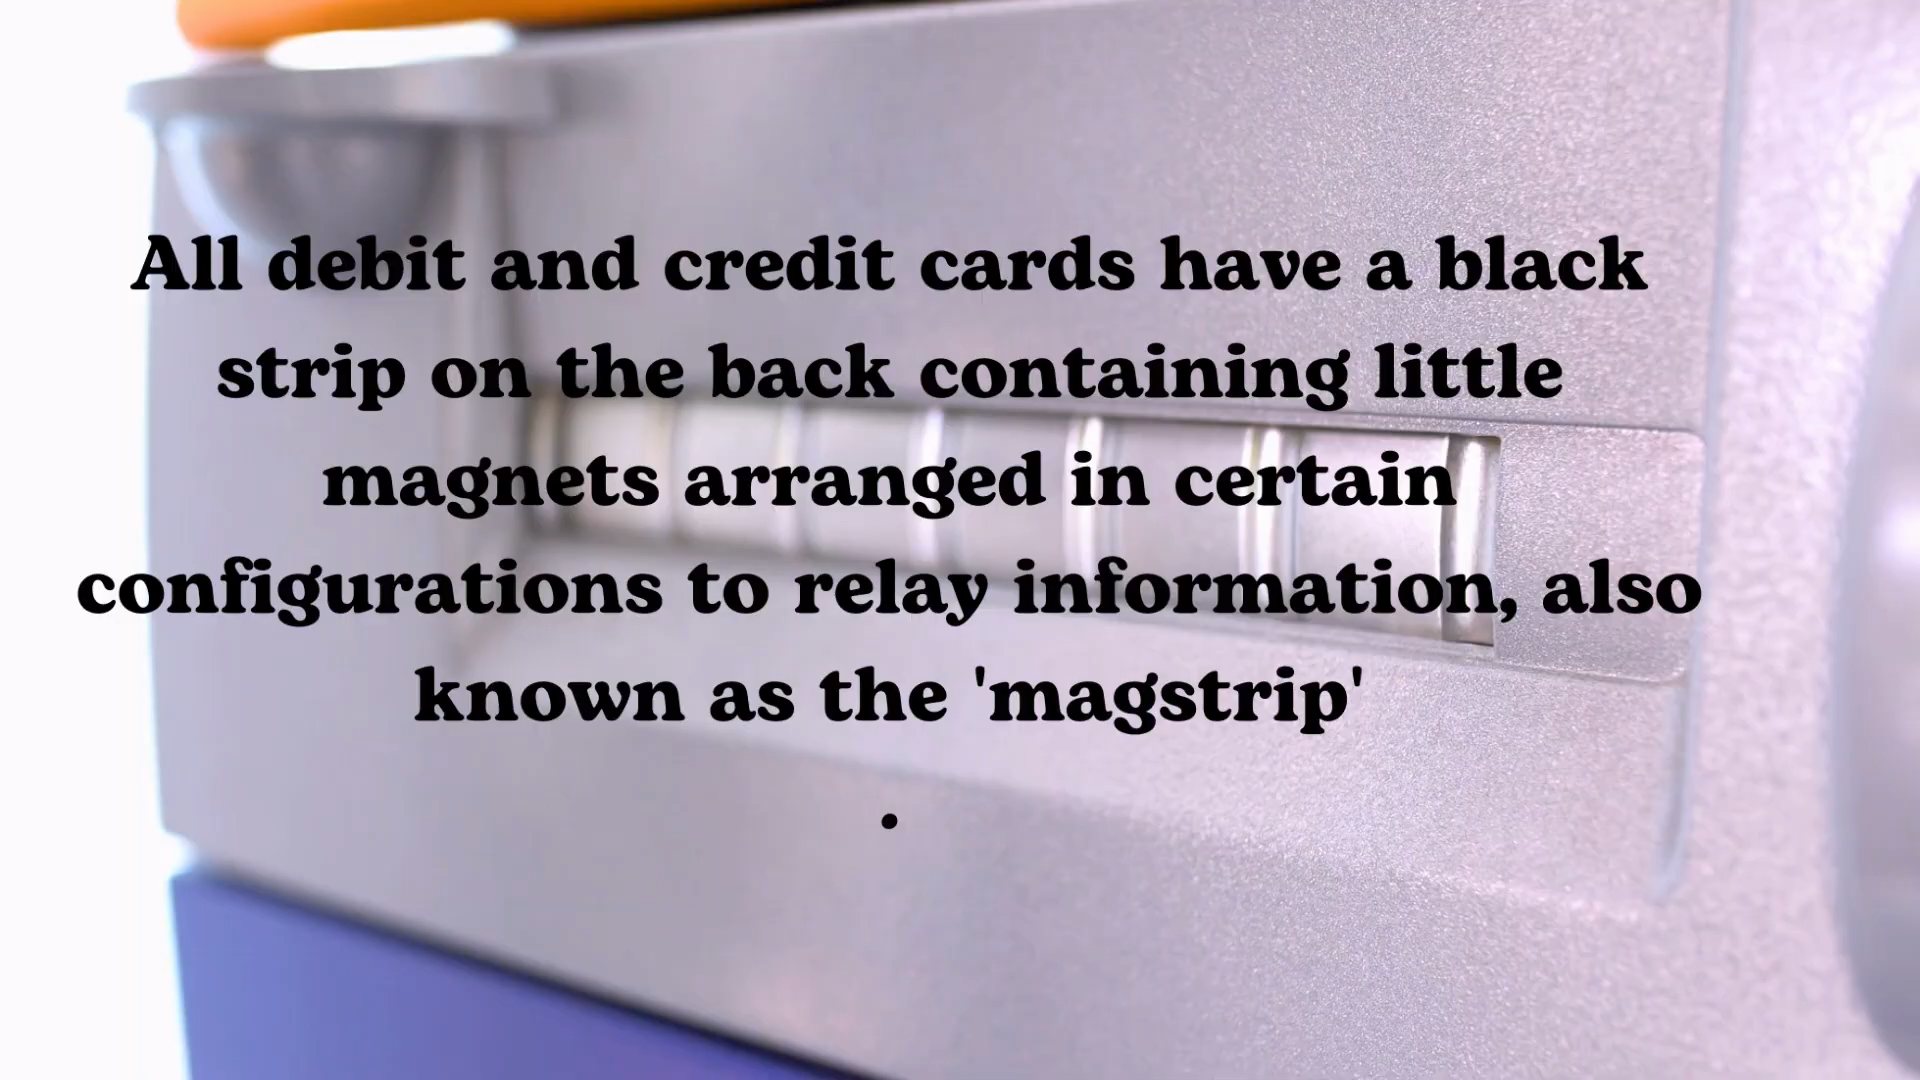 All debit and credit cards have a black
strip on the back containing little
magnets arranged in certain
configurations to relay information, also
known as the 'magstrip'
.